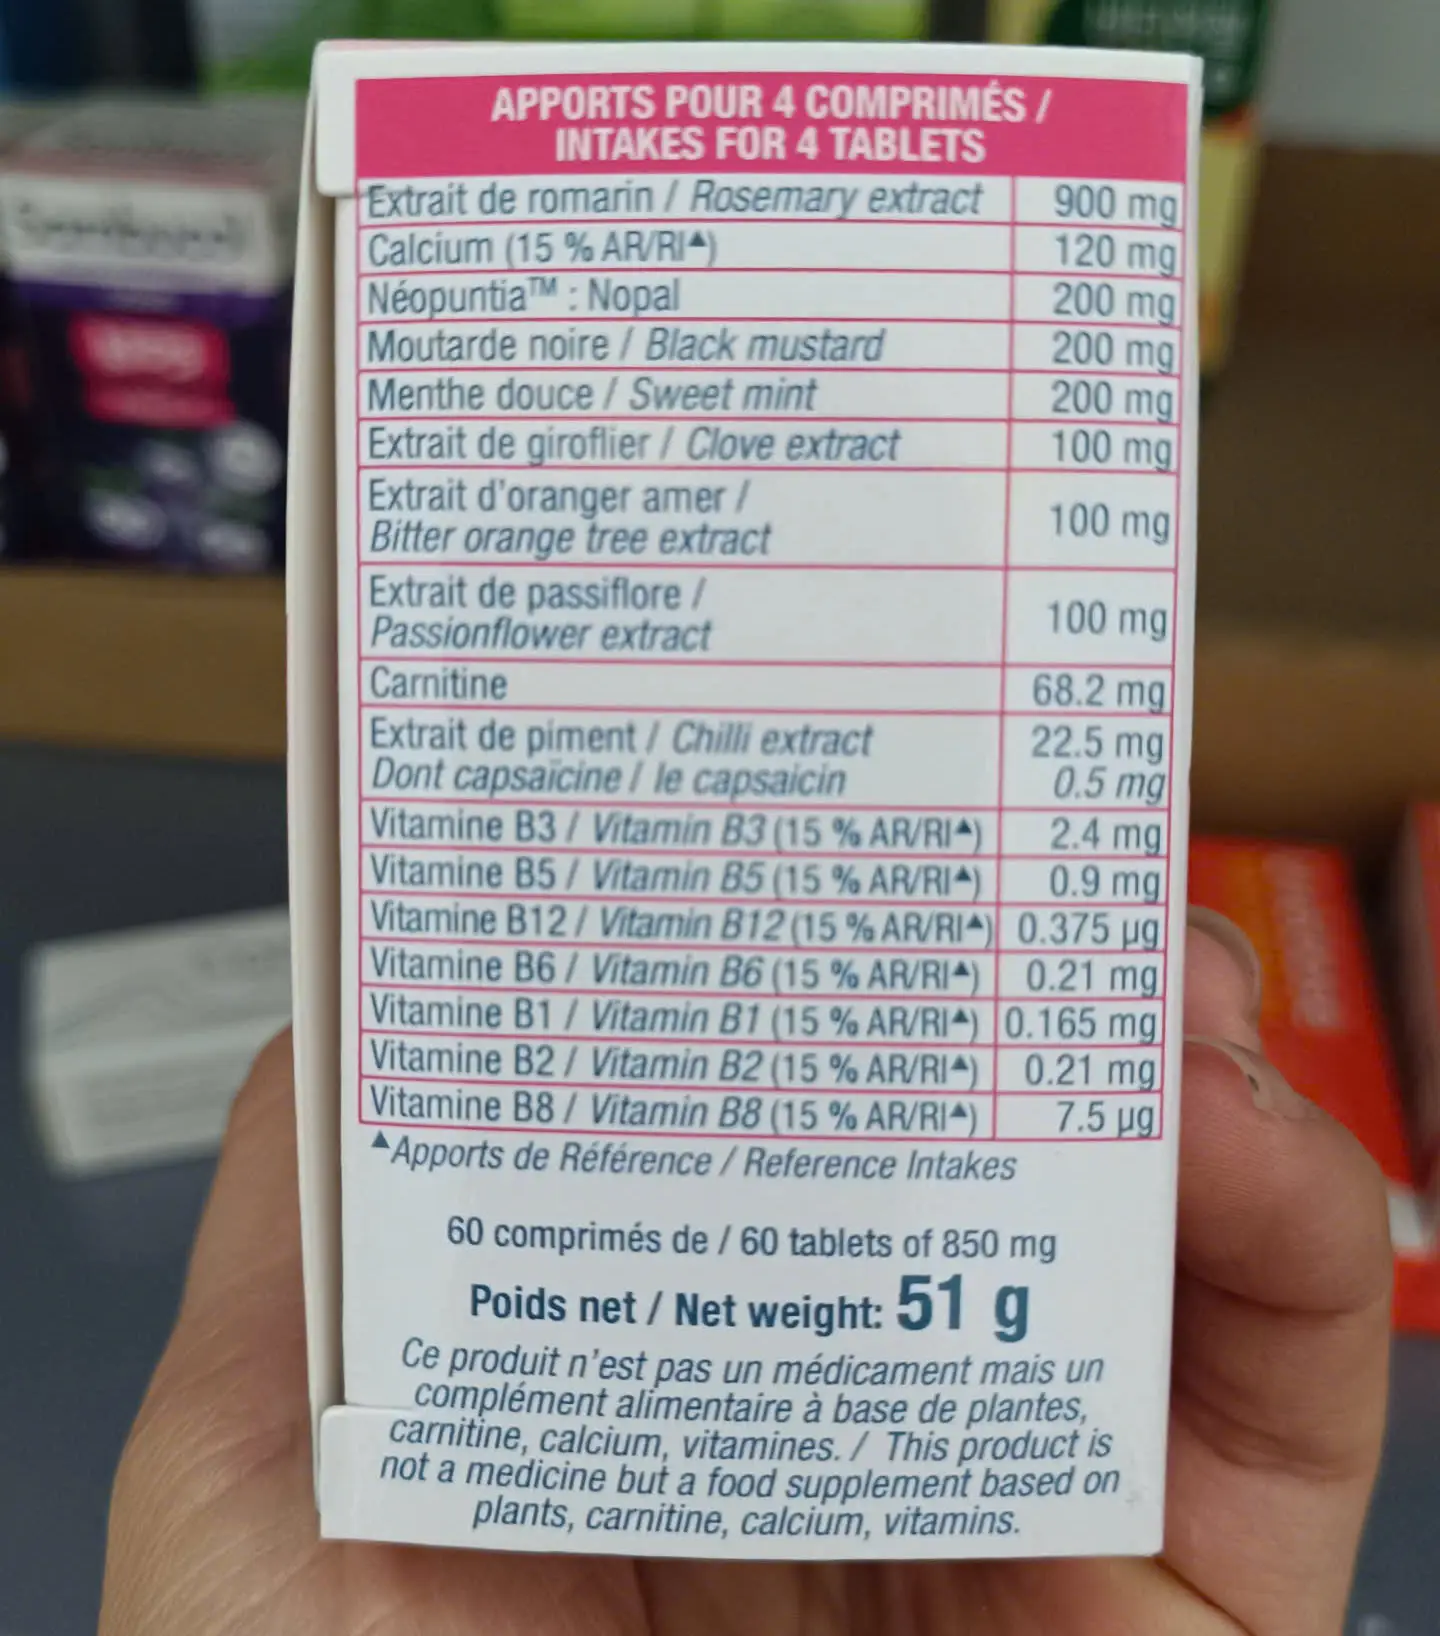 APPORTS POUR 4 COMPRIMÉS /
INTAKES FOR 4 TABLETS
Extrait de romarin / Rosemary extract 900 mg
Calcium (15 % AR/RI▲) 120 mg
Néopuntia™ : Nopal 200 mg
Moutarde noire / Black mustard 200 mg
Menthe douce / Sweet mint 200 mg
Extrait de giroflier / Clove extract 100 mg
Extrait d'oranger amer /
Bitter orange tree extract 100 mg
Extrait de passiflore /
Passionflower extract 100 mg
Carnitine 68.2 mg
Extrait de piment / Chilli extract 22.5 mg
Dont capsaïcine / le capsaicin 0.5 mg
Vitamine B3 / Vitamin B3 (15 % AR/RI▲) 2.4 mg
Vitamine B5 / Vitamin B5 (15 % AR/RI▲) 0.9 mg
Vitamine B12 / Vitamin B12 (15 % AR/RI▲) 0.375 µg
Vitamine B6 / Vitamin B6 (15 % AR/RI▲) 0.21 mg
Vitamine B1 / Vitamin B1 (15 % AR/RI▲) 0.165 mg
Vitamine B2 / Vitamin B2 (15 % AR/RI▲) 0.21 mg
Vitamine B8 / Vitamin B8 (15 % AR/RI▲) 7.5 µg
▲Apports de Référence / Reference Intakes
60 comprimés de / 60 tablets of 850 mg
Poids net / Net weight: 51 g
Ce produit n'est pas un médicament mais un
complément alimentaire à base de plantes,
carnitine, calcium, vitamines. / This product is
not a medicine but a food supplement based on
plants, carnitine, calcium, vitamins.